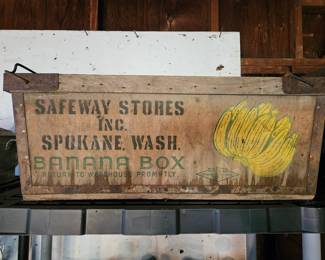 SAFEWAY STORES
INC.
SPOKANE, WASH.
BANANA BOX
RETURN TO WAREHOUSE PROMPTLY